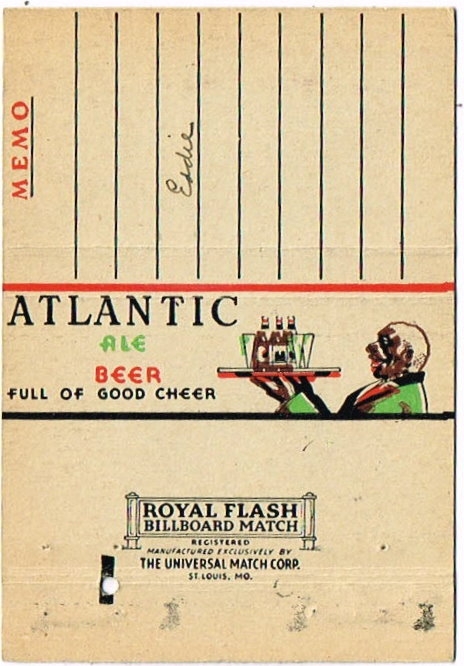 MEMO
Eddie
ATLANTIC
ALE
BEER
FULL OF GOOD CHEER
ROYAL FLASH
BILLBOARD MATCH
REGISTERED
MANUFACTURED EXCLUSIVELY BY
THE UNIVERSAL MATCH CORP.
ST. LOUIS, MO.